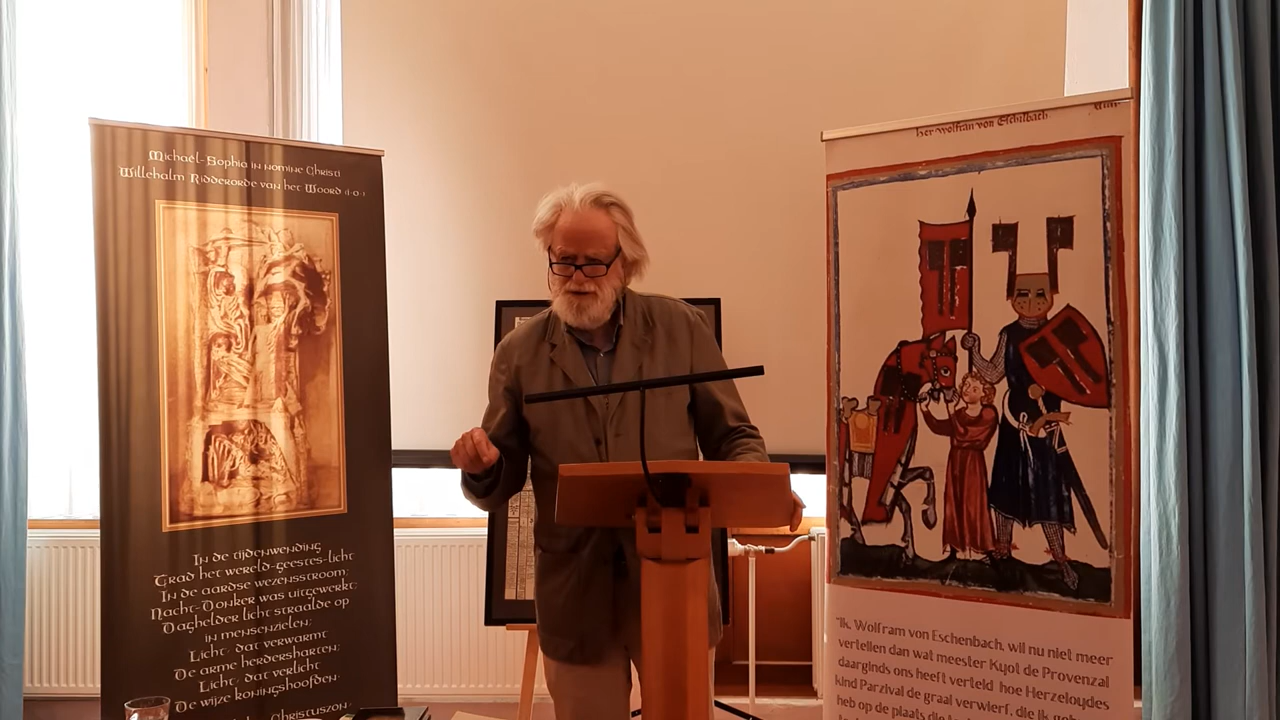 Michael-Sophia in nomine Christi
Willehalm Ridderorde van het Woord i.o.
In de tijdenwending
Trad het wereld-geestes-licht
In de aardse wezensstroom;
Nacht-Donker was uitgewerkt;
Daghelder licht straalde op
in mensenzielen;
Licht, dat verwarmt
De arme herdersharten;
Licht, dat verlicht
De wijze koningshoofden.
Christuszon,
her wolfran von Eschilbach
"Ik, Wolfram von Eschenbach, wil nu niet meer
vertellen dan wat meester Kyot de Provenzal
daarginds ons heeft verteld hoe Herzeloydes
kind Parzival de graal verwierf, die ik
heb op de plaats die